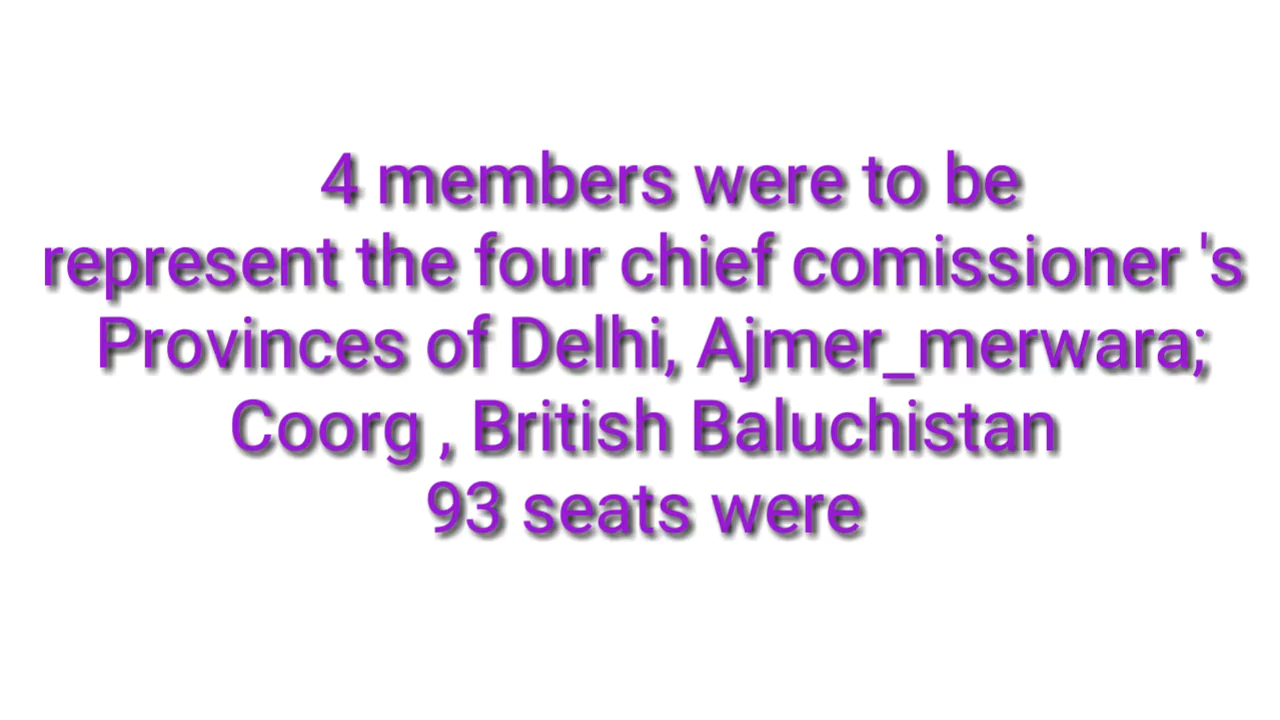 4 members were to be
represent the four chief comissioner 's
Provinces of Delhi, Ajmer_merwara;
Coorg , British Baluchistan
93 seats were